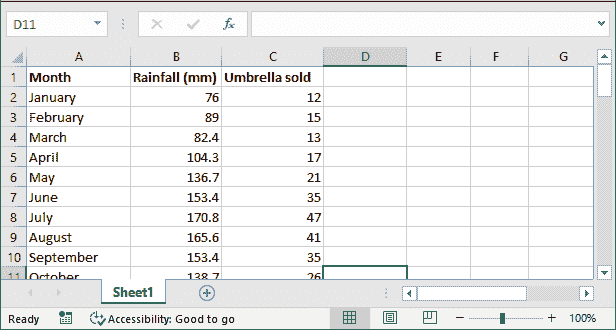 D11 fx
A B C D E F G
1 Month Rainfall (mm) Umbrella sold
2 January 76 12
3 February 89 15
4 March 82.4 13
5 April 104.3 17
6 May 136.7 21
7 June 153.4 35
8 July 170.8 47
9 August 165.6 41
10 September 153.4 35
11 October 138.7 26
Sheet1
Ready Accessibility: Good to go 100%